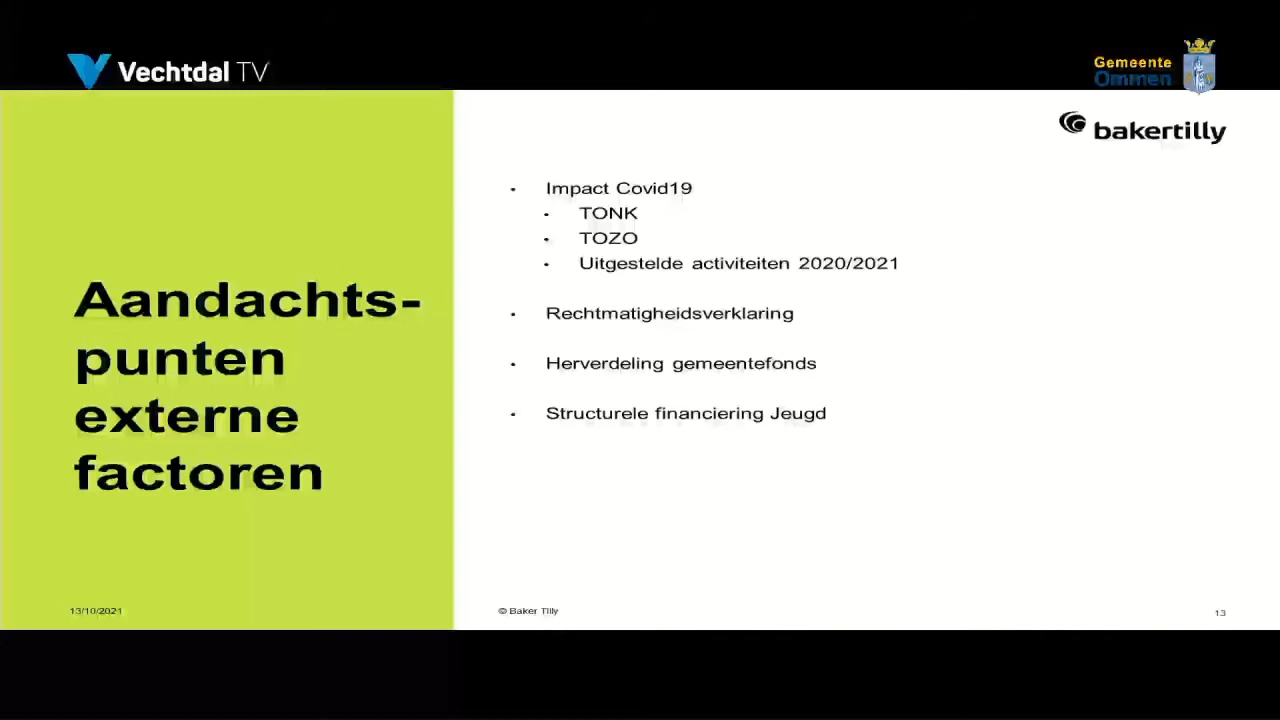 Vechtdal TV
Gemeente
Ommen
bakertilly
Aandachts-
punten
externe
factoren
• Impact Covid19
• TONK
• TOZO
• Uitgestelde activiteiten 2020/2021
• Rechtmatigheidsverklaring
• Herverdeling gemeentefonds
• Structurele financiering Jeugd
13/10/2021
© Baker Tilly
13